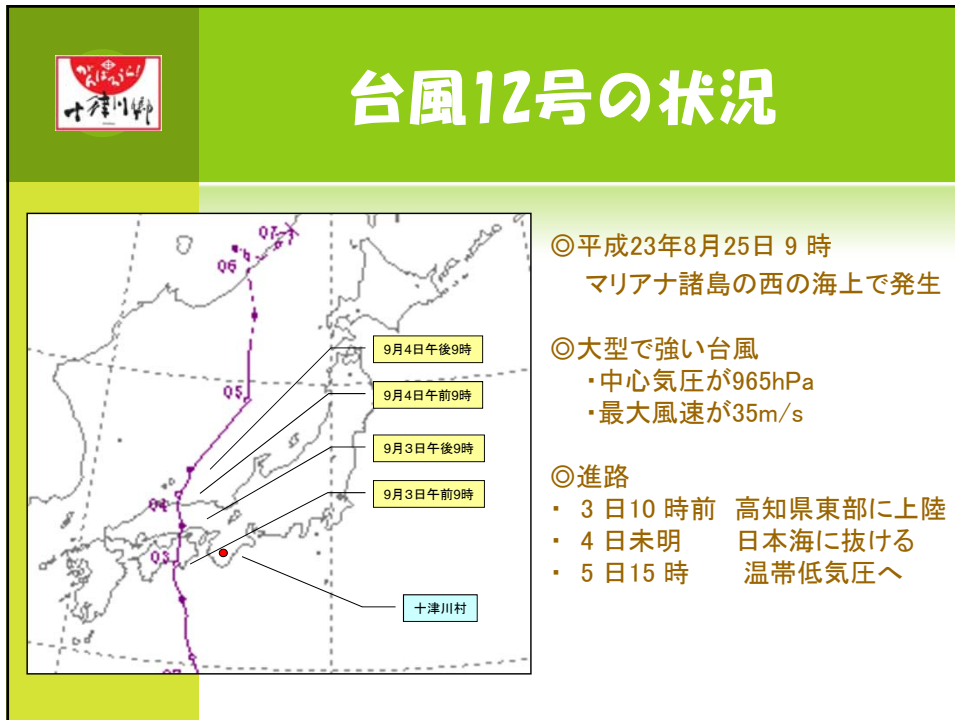 がんばろう!
十津川郷
台風12号の状況
07
06
05
04
03
9月4日午後9時
9月4日午前9時
9月3日午後9時
9月3日午前9時
十津川村
◎平成23年8月25日 9 時
マリアナ諸島の西の海上で発生
◎大型で強い台風
・中心気圧が965hPa
・最大風速が35m/s
◎進路
・ 3 日10 時前 高知県東部に上陸
・ 4 日未明 日本海に抜ける
・ 5 日15 時 温帯低気圧へ